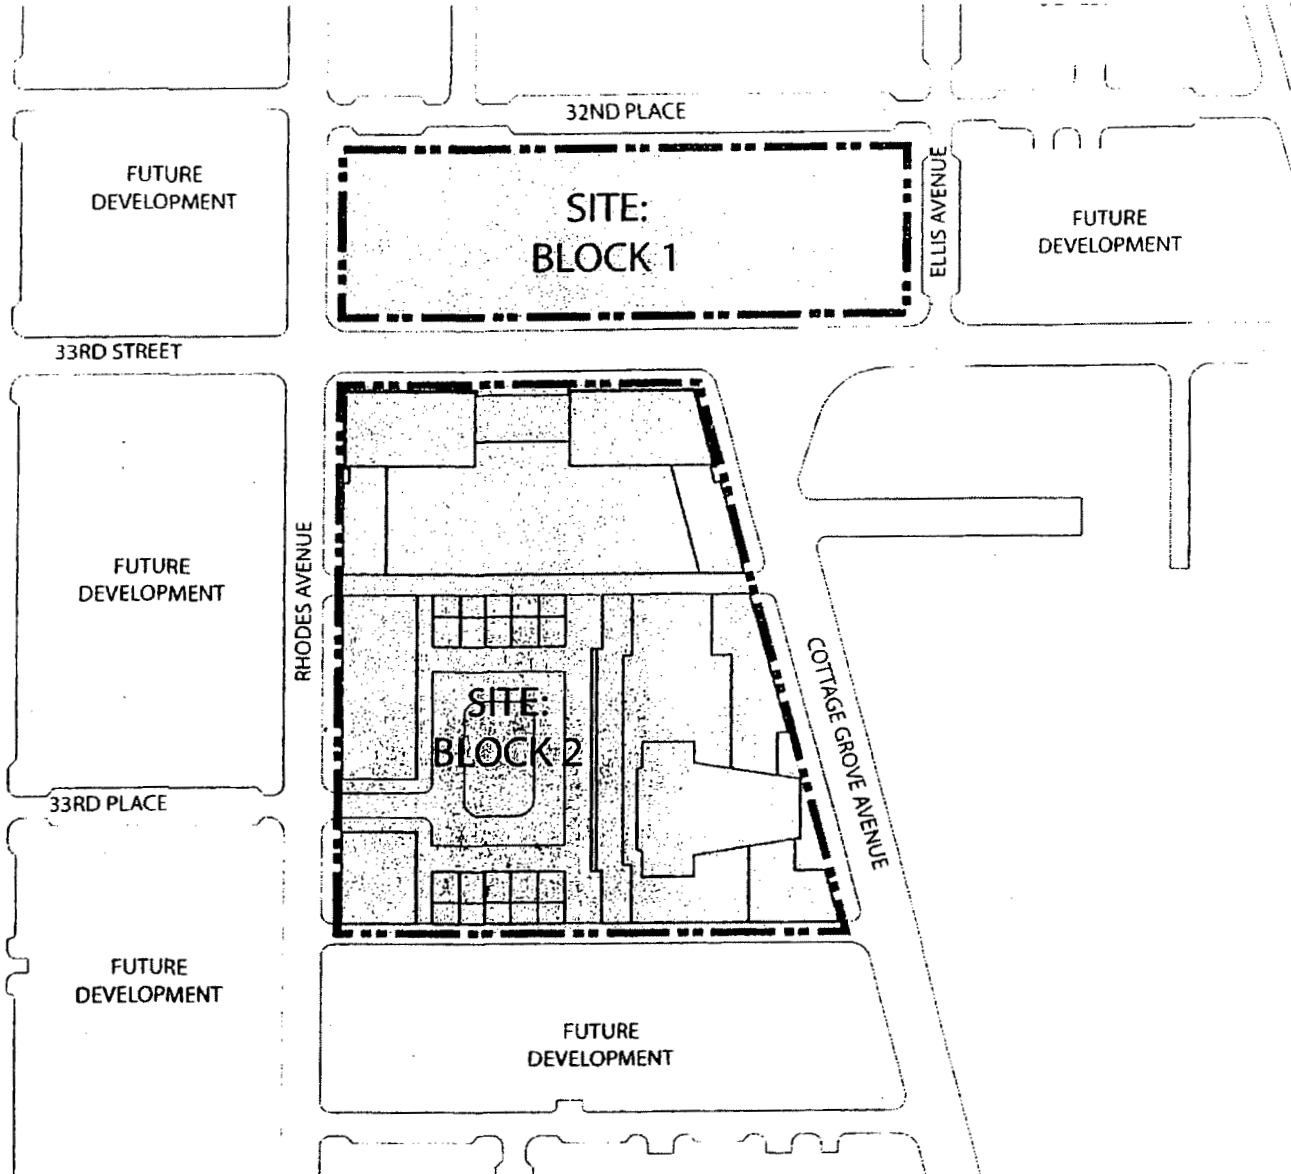 32ND PLACE
FUTURE
DEVELOPMENT
SITE:
BLOCK 1
ELLIS AVENUE
FUTURE
DEVELOPMENT
33RD STREET
RHODES AVENUE
FUTURE
DEVELOPMENT
SITE:
BLOCK 2
COTTAGE GROVE AVENUE
33RD PLACE
FUTURE
DEVELOPMENT
FUTURE
DEVELOPMENT